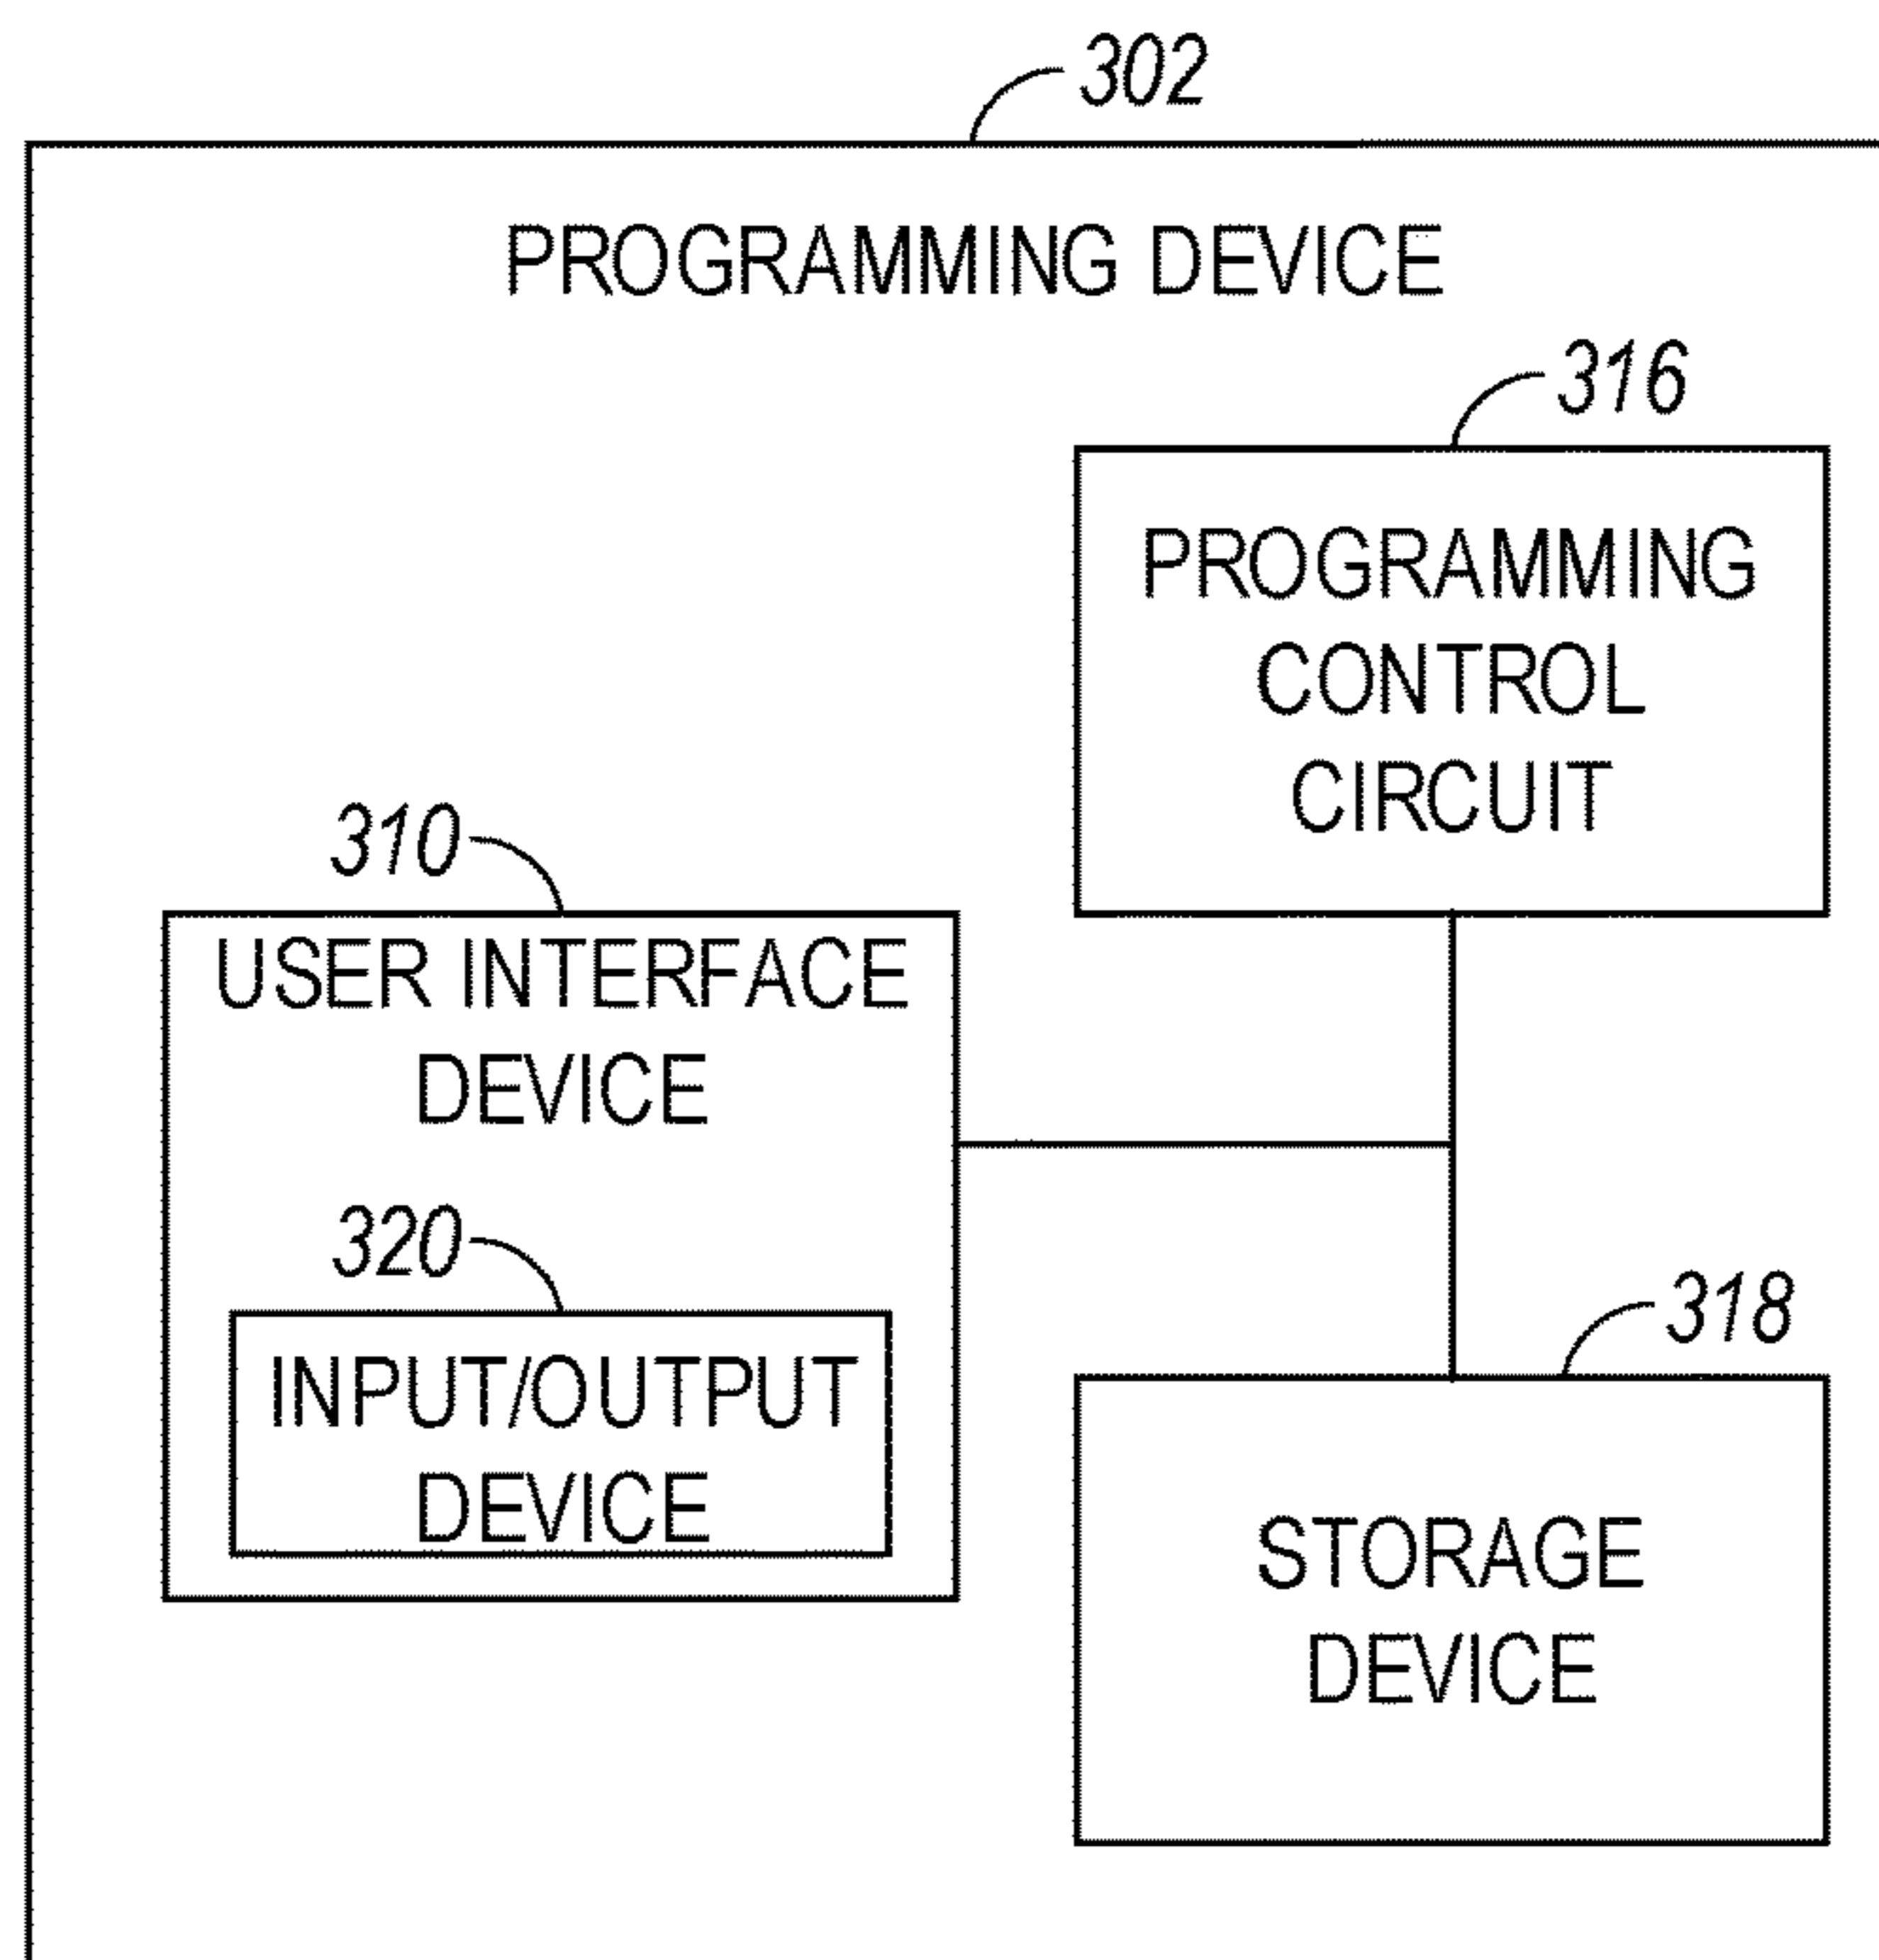 302
PROGRAMMING DEVICE
316
PROGRAMMING
CONTROL
CIRCUIT
310
USER INTERFACE
DEVICE
320
INPUT/OUTPUT
DEVICE
318
STORAGE
DEVICE